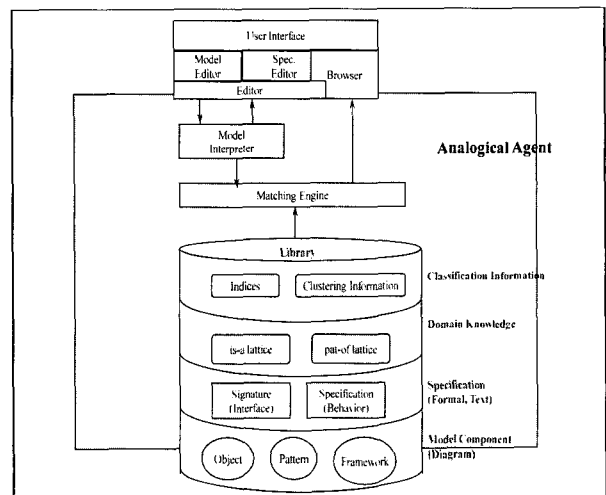 User Interface
Model
Editor
Spec.
Editor
Browser
Editor
Model
Interpreter
Analogical Agent
Matching Engine
Library
Indices
Clustering Information
Classification Information
Domain Knowledge
is-a lattice
pat-of lattice
Signature
(Interface)
Specification
(Behavior)
Specification
(Formal, Text)
Object
Pattern
Framework
Model Component
(Diagram)